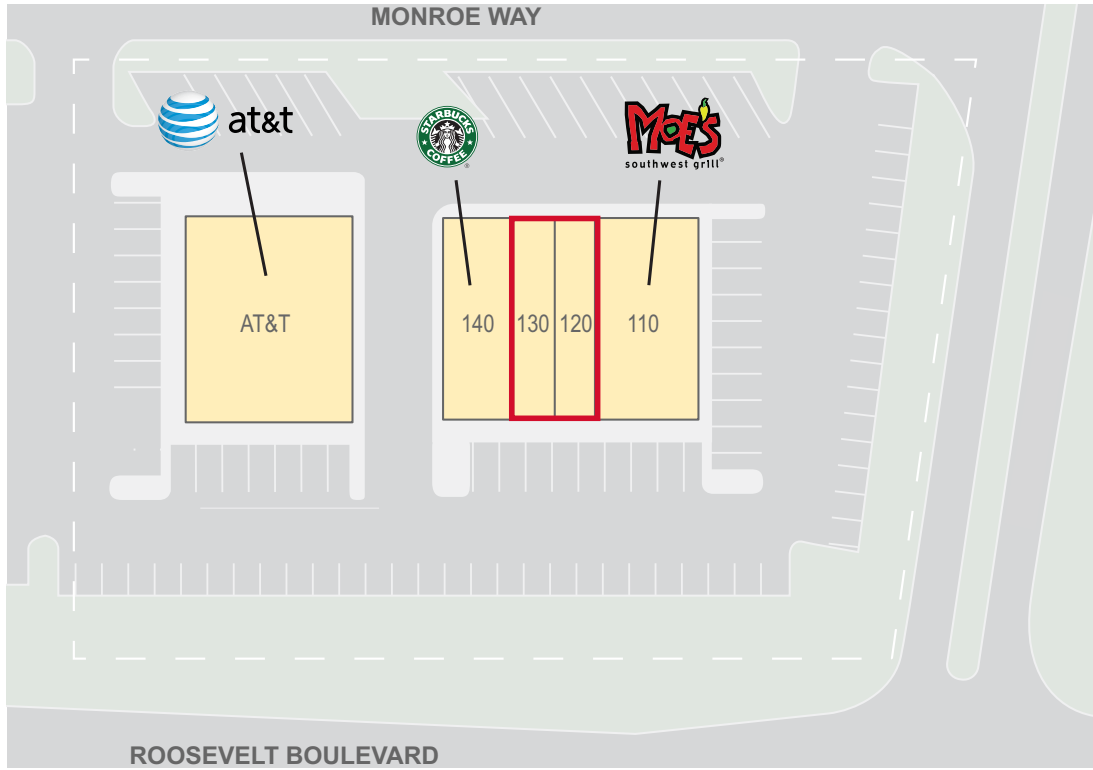 MONROE WAY
at&t
STARBUCKS
COFFEE
MOE'S
southwest grill®
AT&T
140
130
120
110
ROOSEVELT BOULEVARD